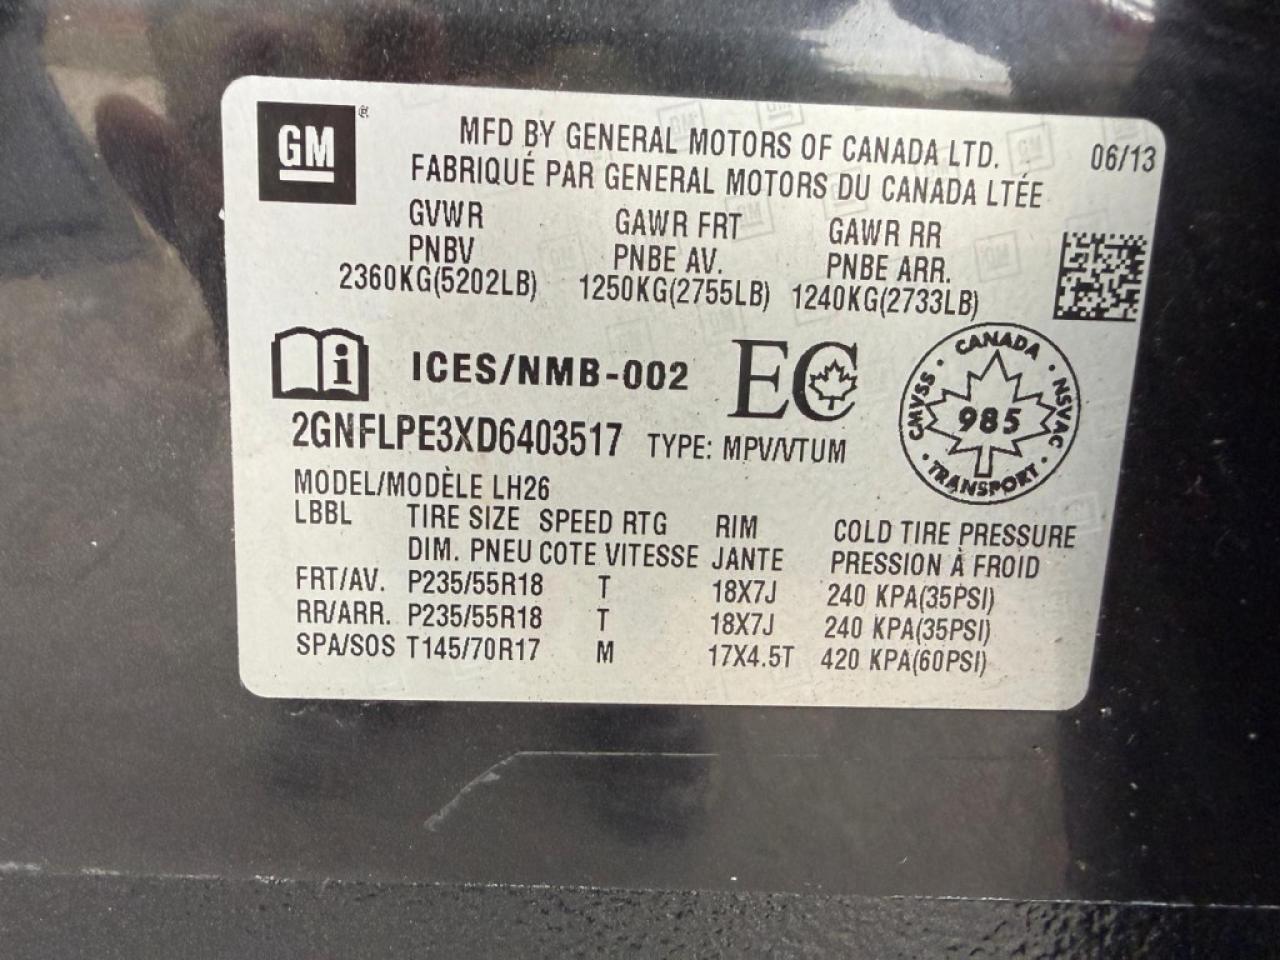 GM ®
MFD BY GENERAL MOTORS OF CANADA LTD. 06/13
FABRIQUÉ PAR GENERAL MOTORS DU CANADA LTÉE
GVWR GAWR FRT GAWR RR
PNBV PNBE AV. PNBE ARR.
2360KG(5202LB) 1250KG(2755LB) 1240KG(2733LB)
i ICES/NMB-002 EC
CANADA · NSVAC · TRANSPORT · CMVSS ·
985
2GNFLPE3XD6403517 TYPE: MPV/VTUM
MODEL/MODÈLE LH26
LBBL TIRE SIZE SPEED RTG RIM COLD TIRE PRESSURE
DIM. PNEU COTE VITESSE JANTE PRESSION À FROID
FRT/AV. P235/55R18 T 18X7J 240 KPA(35PSI)
RR/ARR. P235/55R18 T 18X7J 240 KPA(35PSI)
SPA/SOS T145/70R17 M 17X4.5T 420 KPA(60PSI)